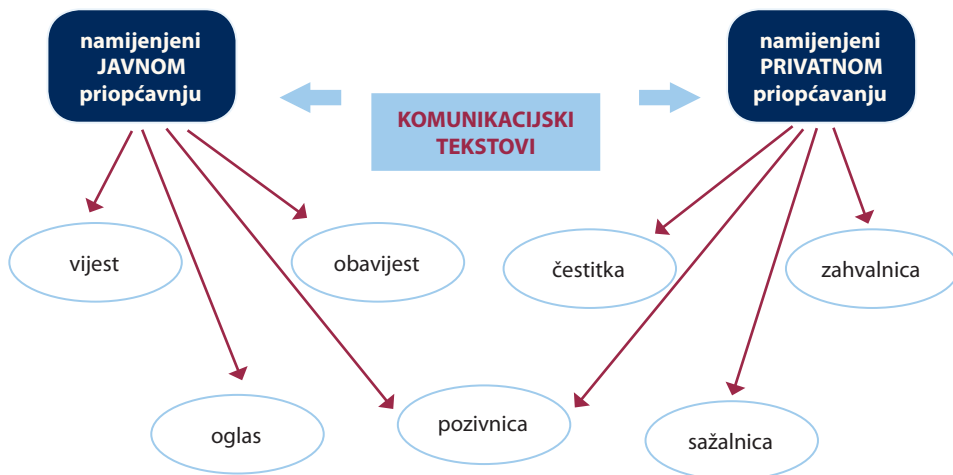 namijenjeni
JAVNOM
priopćavnju
namijenjeni
PRIVATNOM
priopćavanju
KOMUNIKACIJSKI
TEKSTOVI
vijest
obavijest
čestitka
zahvalnica
oglas
pozivnica
sažalnica